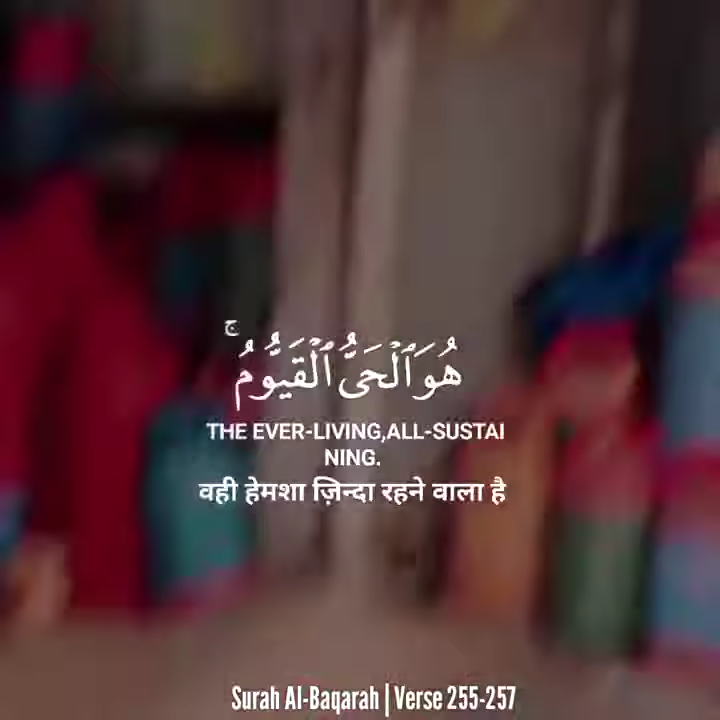 هُوَ ٱلْحَىُّ ٱلْقَيُّومُ ۚ
THE EVER-LIVING,ALL-SUSTAI
NING.
वही हेमशा ज़िन्दा रहने वाला है
Surah Al-Baqarah | Verse 255-257